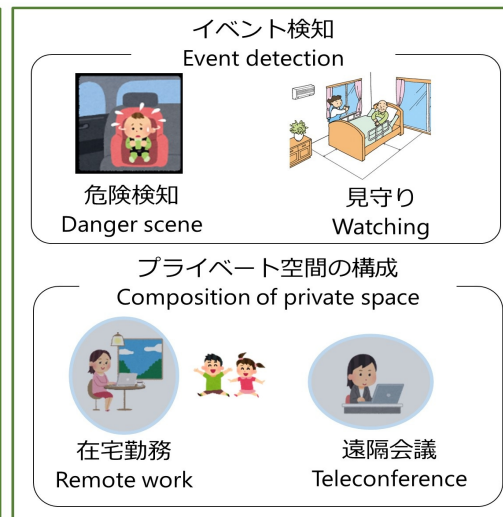 イベント検知
Event detection
危険検知
Danger scene
見守り
Watching
プライベート空間の構成
Composition of private space
在宅勤務
Remote work
遠隔会議
Teleconference